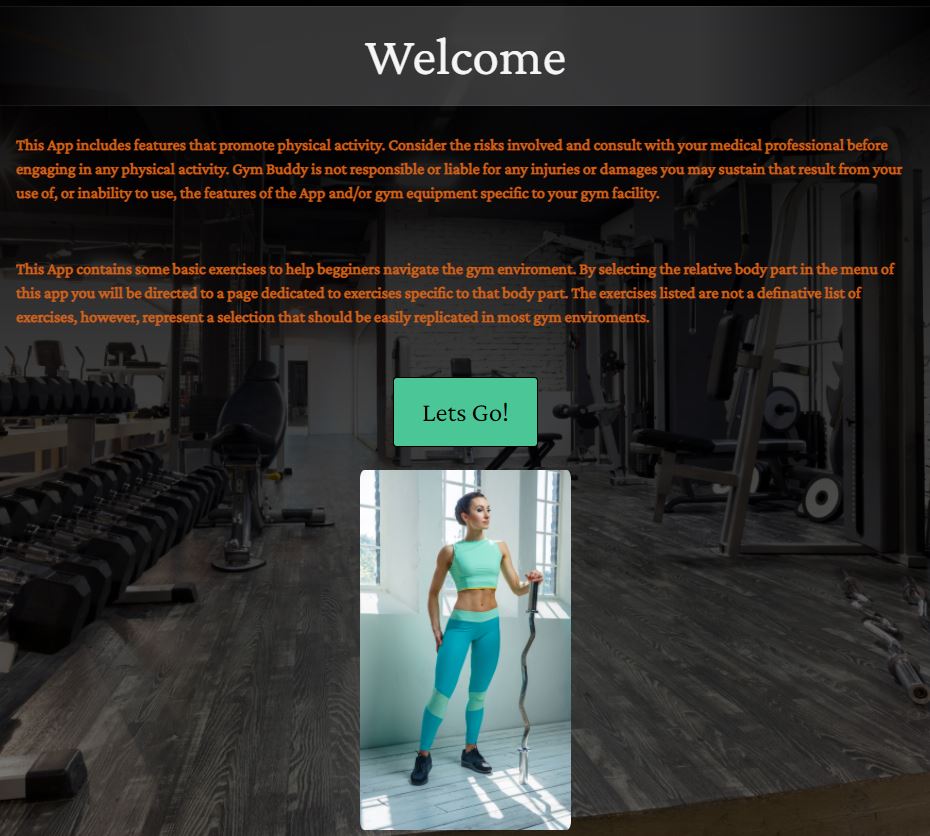 Welcome
This App includes features that promote physical activity. Consider the risks involved and consult with your medical professional before
engaging in any physical activity. Gym Buddy is not responsible or liable for any injuries or damages you may sustain that result from your
use of, or inability to use, the features of the App and/or gym equipment specific to your gym facility.
This App contains some basic exercises to help begginers navigate the gym enviroment. By selecting the relative body part in the menu of
this app you will be directed to a page dedicated to exercises specific to that body part. The exercises listed are not a definative list of
exercises, however, represent a selection that should be easily replicated in most gym enviroments.
Lets Go!